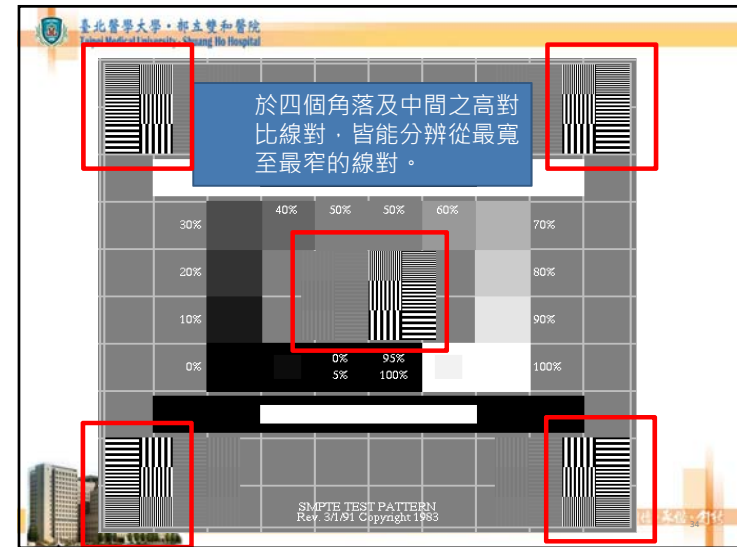 臺北醫學大學・部立雙和醫院
Taipei Medical University - Shuang Ho Hospital
於四個角落及中間之高對
比線對，皆能分辨從最寬
至最窄的線對。
40% 50% 50% 60%
30% 70%
20% 80%
10% 90%
0% 0% 95% 100%
5% 100%
SMPTE TEST PATTERN
Rev. 3/1/91 Copyright 1983
34